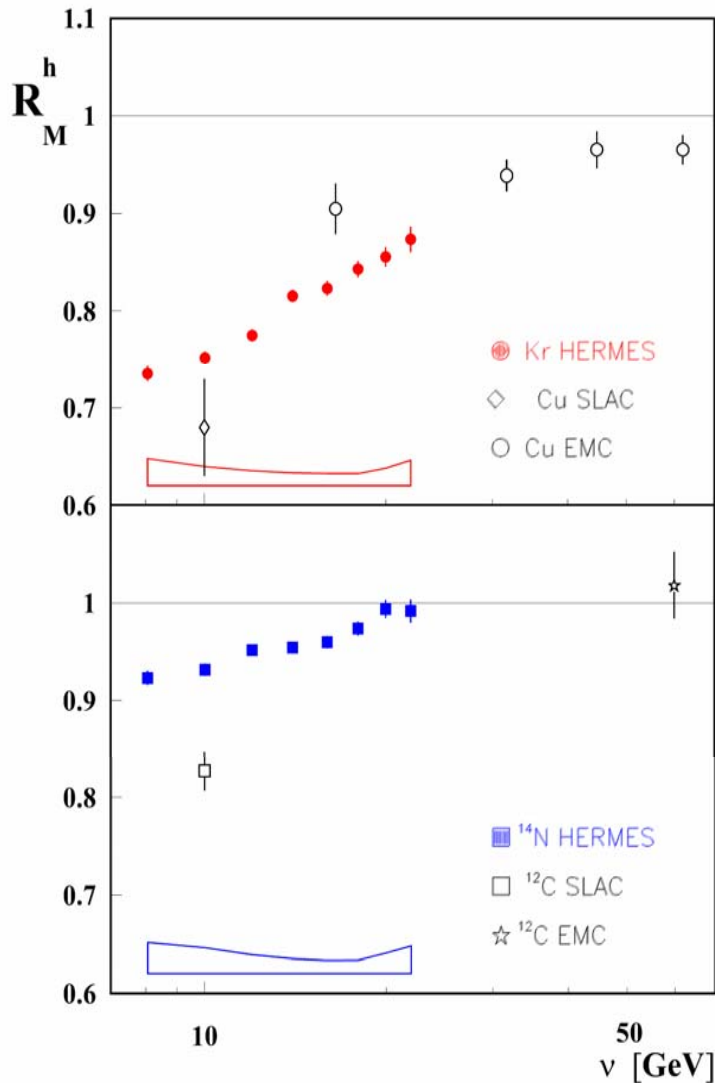 1.1
R_M^h
1
0.9
0.8
Kr HERMES
0.7
Cu SLAC
Cu EMC
0.6
1
0.9
0.8
¹⁴N HERMES
0.7
¹²C SLAC
¹²C EMC
0.6
10
50
ν [GeV]